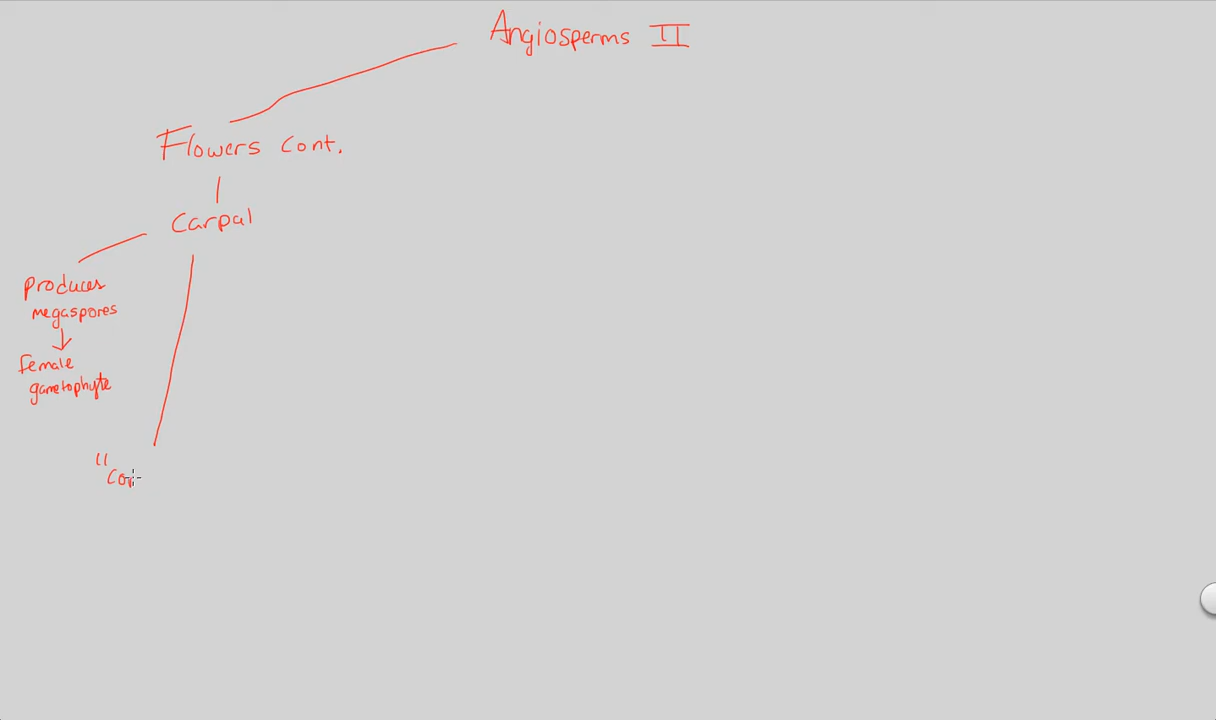 Angiosperms II
Flowers cont.
Carpal
Produces
megaspores
female
gametophyte